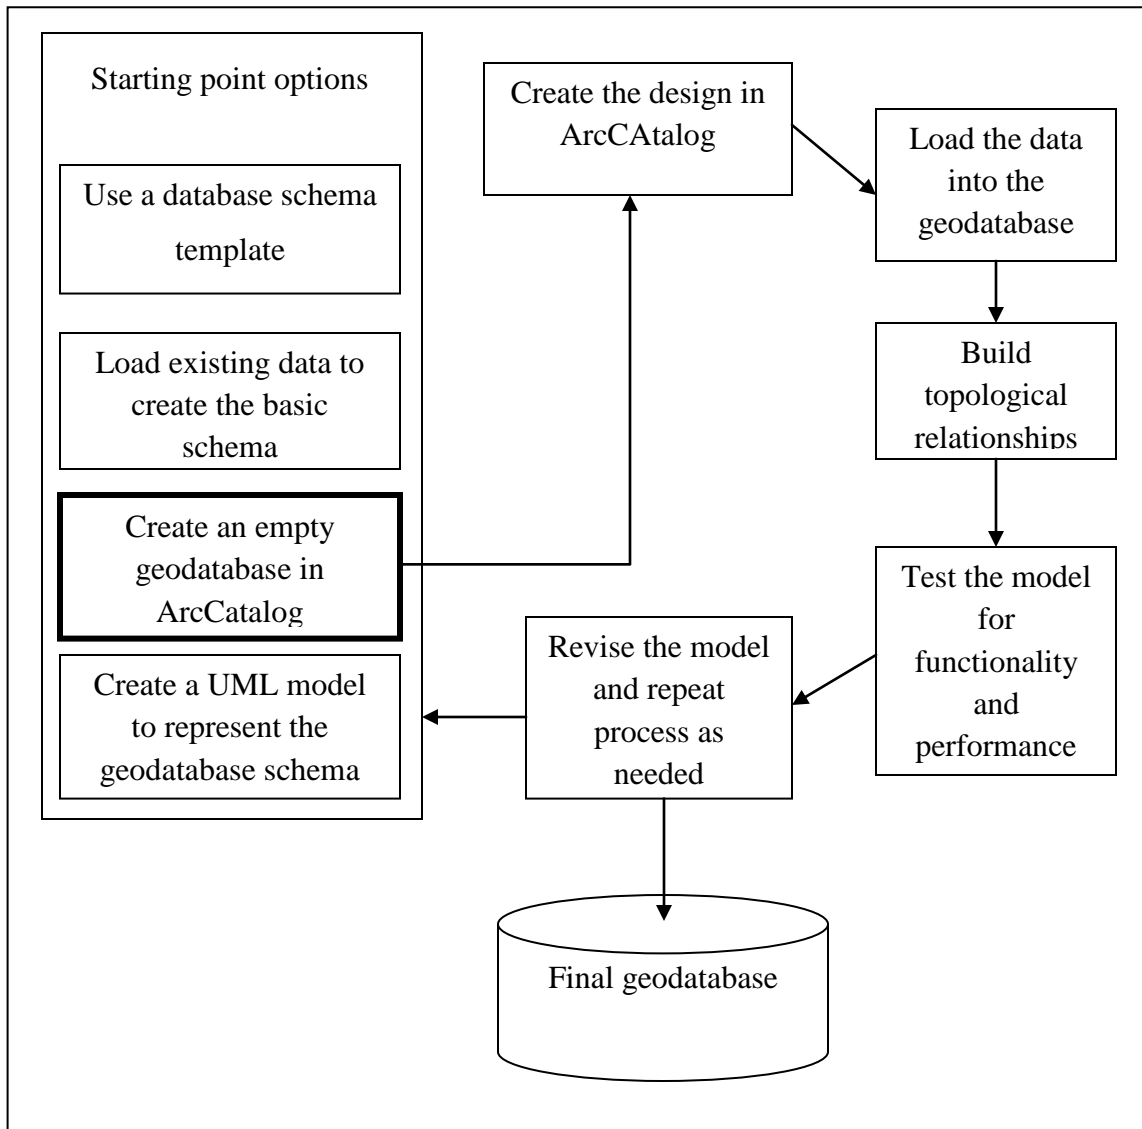 Starting point options
Use a database schema
template
Load existing data to
create the basic
schema
Create an empty
geodatabase in
ArcCatalog
Create a UML model
to represent the
geodatabase schema
Create the design in
ArcCAtalog
Load the data
into the
geodatabase
Build
topological
relationships
Test the model
for
functionality
and
performance
Revise the model
and repeat
process as
needed
Final geodatabase